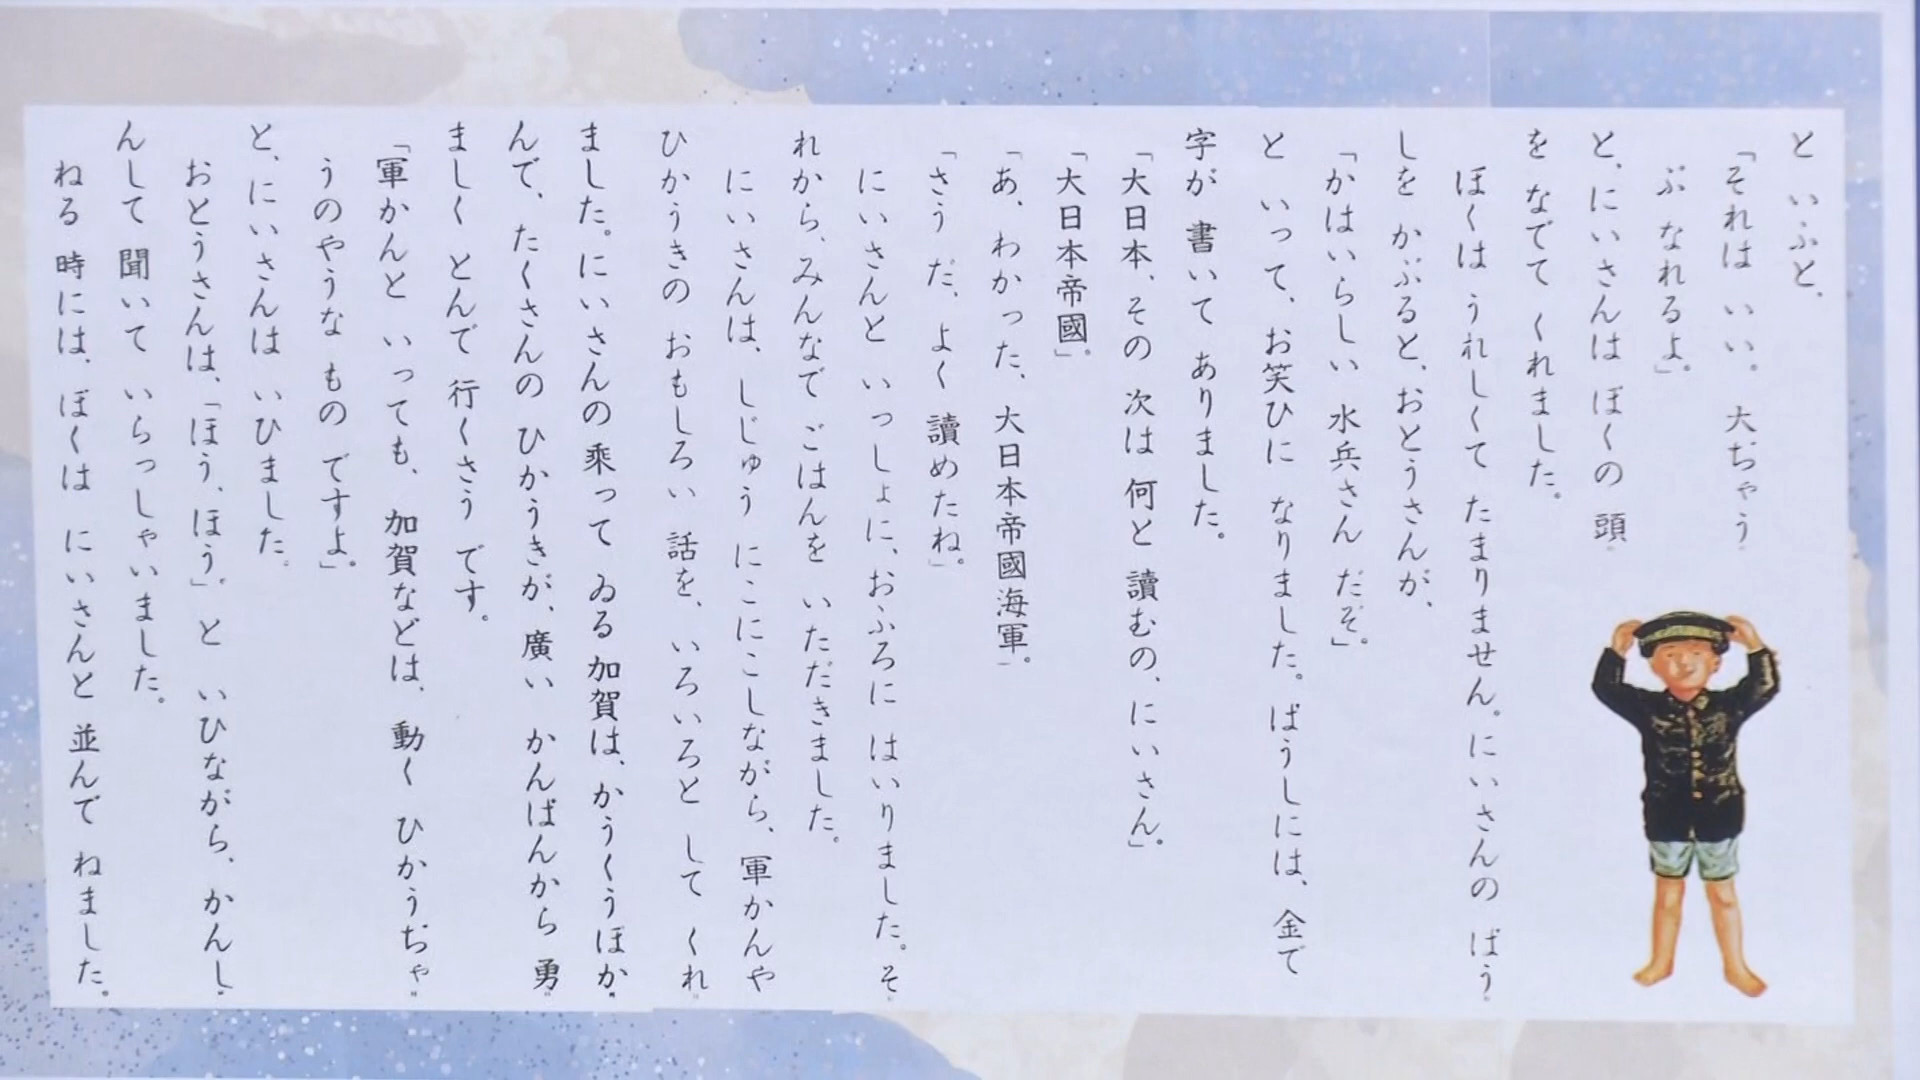 と いふと、
「それは いい。 大ぢゃう
ぶ なれるよ。」
と、にいさんは ぼくの 頭
を なでて くれました。
ぼくは うれしくて たまりません。にいさんの ばう
しを かぶると、おとうさんが、
「かはいらしい 水兵さん だぞ。」
と いって、お笑ひに なりました。ばうしには、金で
字が 書いて ありました。
「大日本、その 次は 何と 讀むの、にいさん。」
「大日本帝國。」
「あ、わかった、大日本帝國海軍。」
「さう だ、よく 讀めたね。」
にいさんと いっしょに、おふろに はいりました。そ
れから、みんなで ごはんを いただきました。
にいさんは、しじゅう にこにこしながら、軍かんや
ひかうきの おもしろい 話を、いろいろと して くれ
ました。にいさんの 乘って ゐる 加賀は、かうくうぼか
んで、たくさんの ひかうきが、廣い かんぱんから 勇
ましく とんで 行くさう です。
「軍かんと いっても、加賀などは、動く ひかうぢゃ
うのやうな もの ですよ。」
と、にいさんは いひました。
おとうさんは、「ほう、ほう。」と いひながら、かんし
んして 聞いて いらっしゃいました。
ねる 時には、ぼくは にいさんと 並んで ねました。